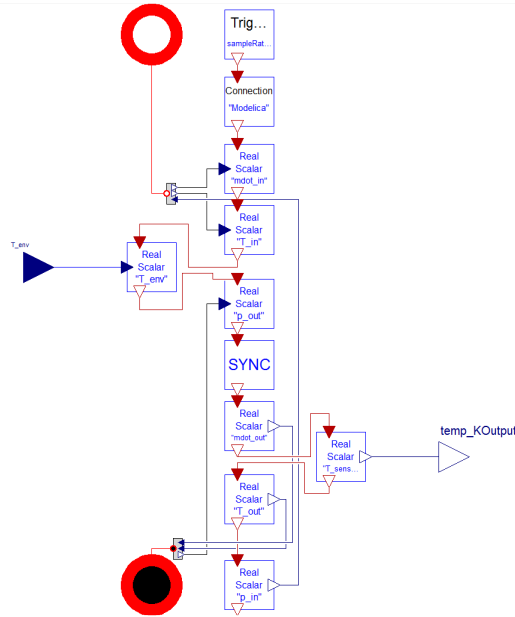 Trig...
sampleRat...
Connection
"Modelica"
Real
Scalar
"mdot_in"
Real
Scalar
"T_in"
T_env
Real
Scalar
"T_env"
Real
Scalar
"p_out"
SYNC
Real
Scalar
"mdot_out"
temp_KOutput
Real
Scalar
"T_sens...
Real
Scalar
"T_out"
Real
Scalar
"p_in"